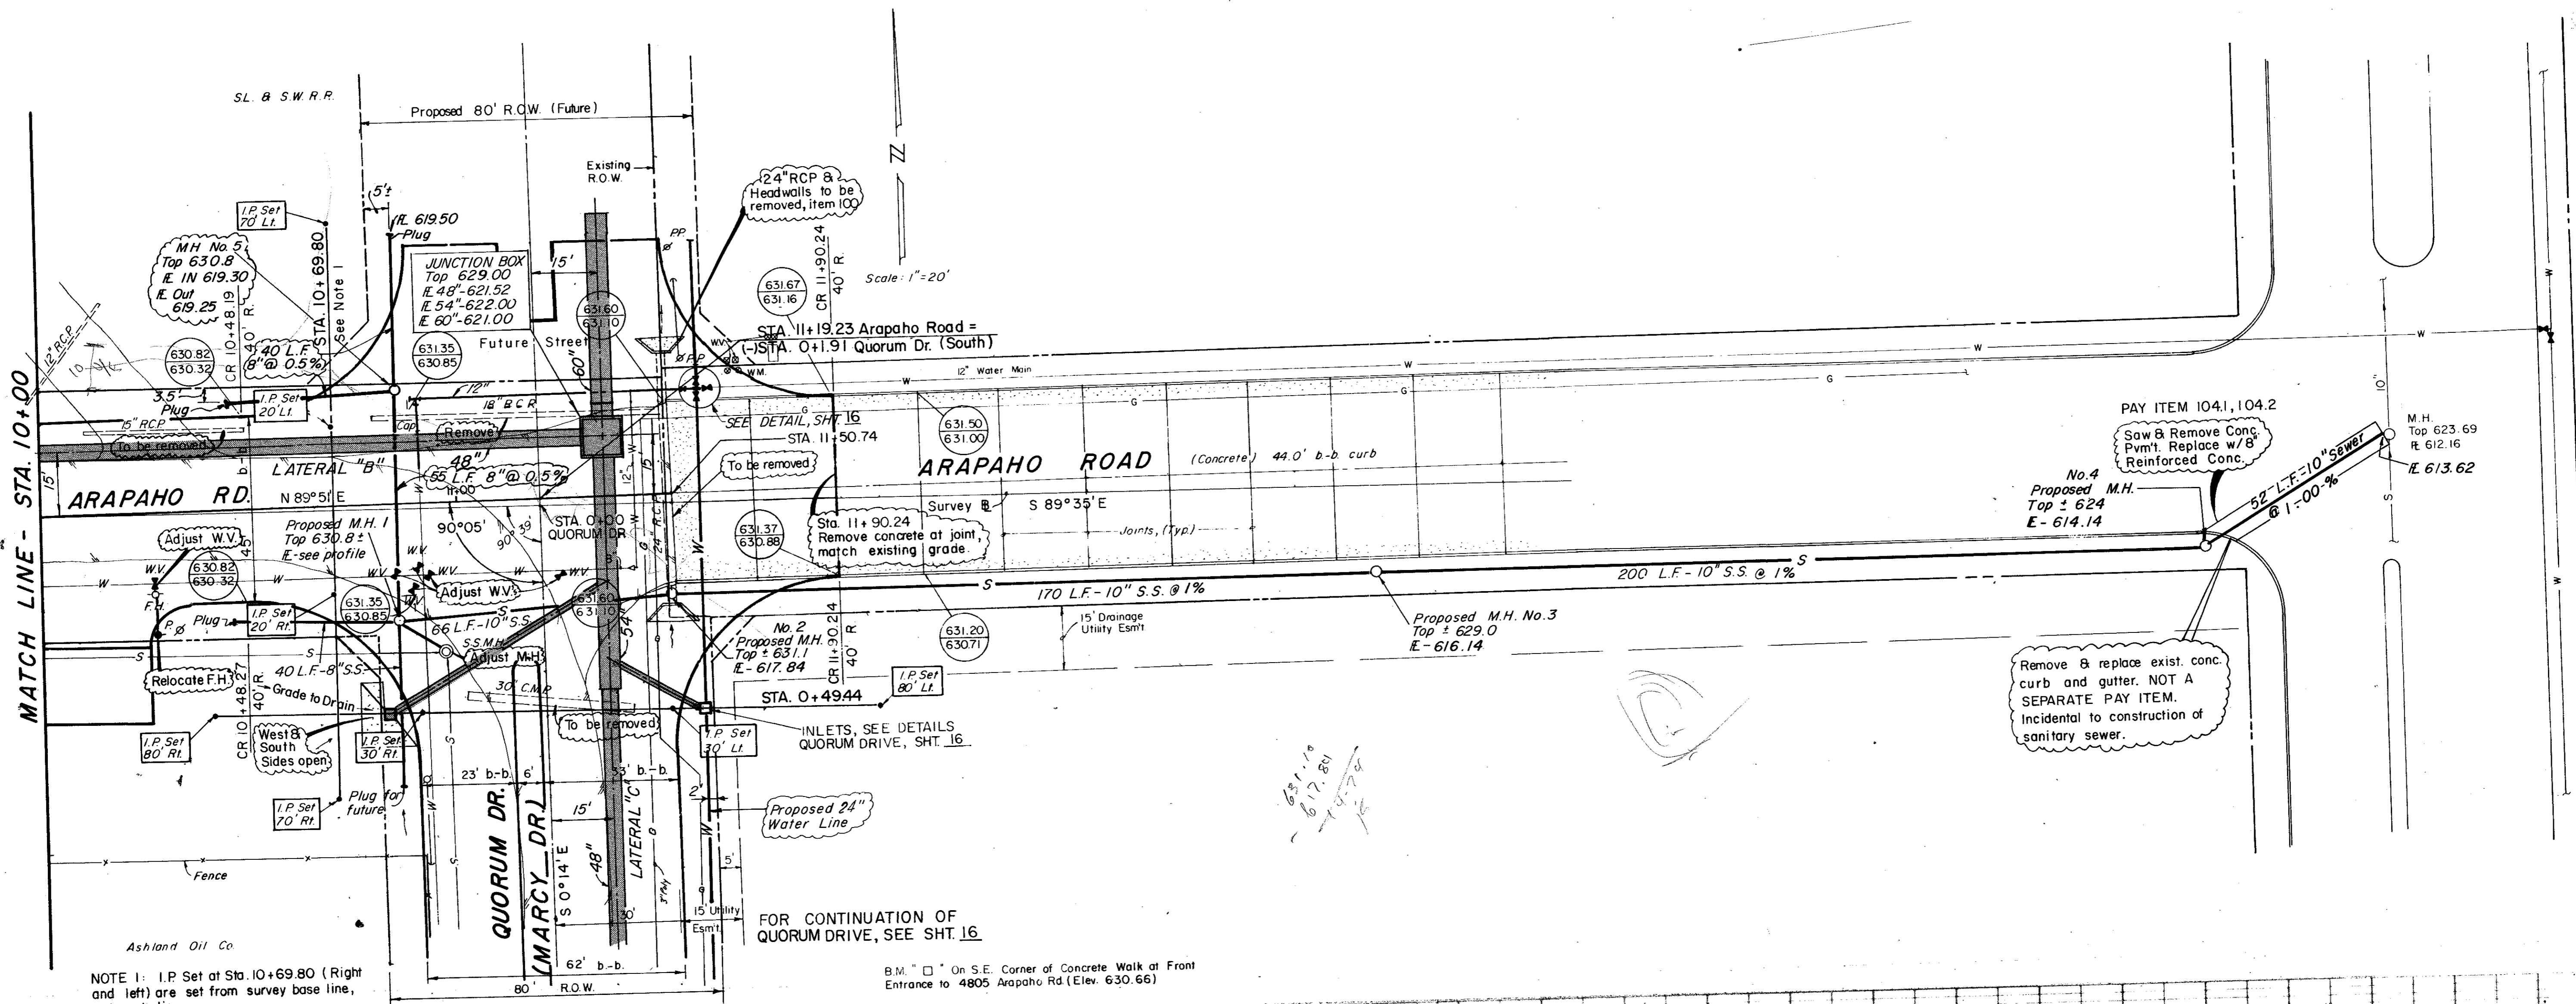 SL. & S.W. R.R.
Proposed 80' R.O.W. (Future)
Existing
R.O.W.
24" RCP &
Headwalls to be
removed, item 100
Scale: 1"=20'
5'±
I.P. Set
70' Lt.
℄ 619.50
Plug
MH No. 5
Top 630.8
IN 619.30
Out
619.25
STA. 10+69.80
See Note 1
CR 10+48.19
40' R.
JUNCTION BOX
Top 629.00
48"-621.52
54"-622.00
60"-621.00
15'
P.P.
631.60
631.10
631.67
631.16
CR 11+90.24
40' R.
STA. 11+19.23 Arapaho Road =
(-)STA. 0+1.91 Quorum Dr. (South)
Future Street
60"
12" R.C.P.
630.82
630.32
40 L.F.
8" @ 0.5%
631.35
630.85
W.V.
P.P.
W.M.
12" Water Main
3.5'
Plug
I.P. Set
20' Lt.
12"
15" RCP
Cap
To be removed
Remove
SEE DETAIL, SHT. 16
STA. 11+50.74
631.50
631.00
To be removed
LATERAL "B"
48"
55 L.F. 8" @ 0.5%
ARAPAHO ROAD
(Concrete) 44.0' b.-b. curb
PAY ITEM 104.1, 104.2
Saw & Remove Conc.
Pvm't. Replace w/8"
Reinforced Conc.
M.H.
Top 623.69
612.16
613.62
10"
52 L.F.-10" Sewer
@ 1.00-%
No.4
Proposed M.H.
Top ± 624
- 614.14
MATCH LINE - STA. 10+00
15'
ARAPAHO RD.
N 89°51' E
11+00
Survey
S 89°35' E
Joints, (Typ.)
Proposed M.H. 1
Top 630.8±
-see profile
90°05'
90°39'
STA. 0+00
QUORUM DR.
24" R.C.P.
631.37
630.88
Sta. 11+90.24
Remove concrete at joint,
match existing grade.
Adjust W.V.
45'
630.82
630.32
W.V.
F.H.
Adjust W.V.'s
631.35
630.85
631.60
631.10
170 L.F. - 10" S.S. @ 1%
200 L.F. - 10" S.S. @ 1%
Plug
I.P. Set
20' Rt.
66 L.F.-10" S.S.
S.S.M.H.
Adjust M.H.
54"
No. 2
Proposed M.H.
Top ± 631.1
- 617.84
CR 11+90.24
40' R
631.20
630.71
15' Drainage
Utility Esm't
Proposed M.H. No.3
Top ± 629.0
- 616.14
Relocate F.H.
40 L.F.-8" S.S.
Grade to Drain
CR 10+48.27
40' R.
30" C.M.P.
To be removed
STA. 0+49.44
I.P. Set
80' Lt.
I.P. Set
80' Rt.
West &
South
Sides open
I.P. Set
30' Rt.
I.P. Set
30' Lt.
INLETS, SEE DETAILS
QUORUM DRIVE, SHT. 16
Remove & replace exist. conc.
curb and gutter. NOT A
SEPARATE PAY ITEM.
Incidental to construction of
sanitary sewer.
I.P. Set
70' Rt.
Plug for
future
23' b-b.
6'
33' b.-b.
15'
2'
Proposed 24"
Water Line
631.10
617.84
Fence
QUORUM DR.
(MARCY DR.)
S 0°14' E
48"
LATERAL "C"
30'
5'
15' Utility
Esm't.
FOR CONTINUATION OF
QUORUM DRIVE, SEE SHT. 16
Ashland Oil Co.
62' b.-b.
80' R.O.W.
NOTE 1: I.P. Set at Sta. 10+69.80 (Right
and left) are set from survey base line,
B.M. "□" On S.E. Corner of Concrete Walk at Front
Entrance to 4805 Arapaho Rd. (Elev. 630.66)